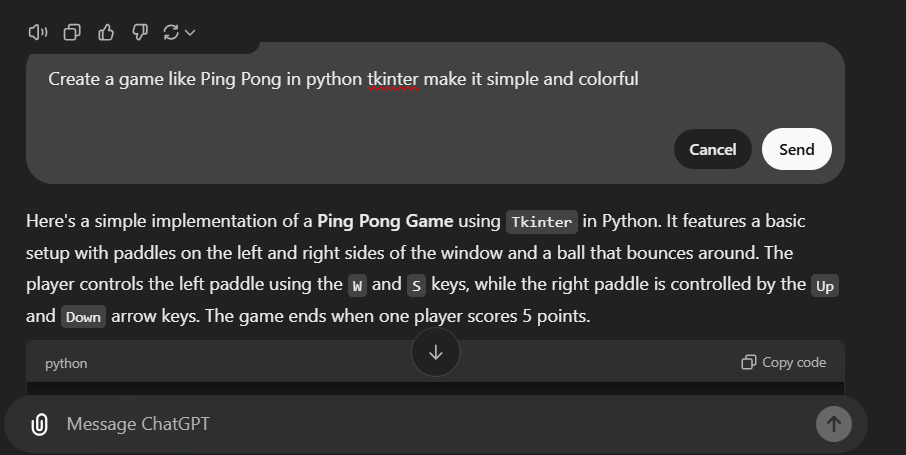 Create a game like Ping Pong in python tkinter make it simple and colorful
Cancel
Send
Here's a simple implementation of a Ping Pong Game using Tkinter in Python. It features a basic
setup with paddles on the left and right sides of the window and a ball that bounces around. The
player controls the left paddle using the W and S keys, while the right paddle is controlled by the Up
and Down arrow keys. The game ends when one player scores 5 points.
python
Copy code
Message ChatGPT